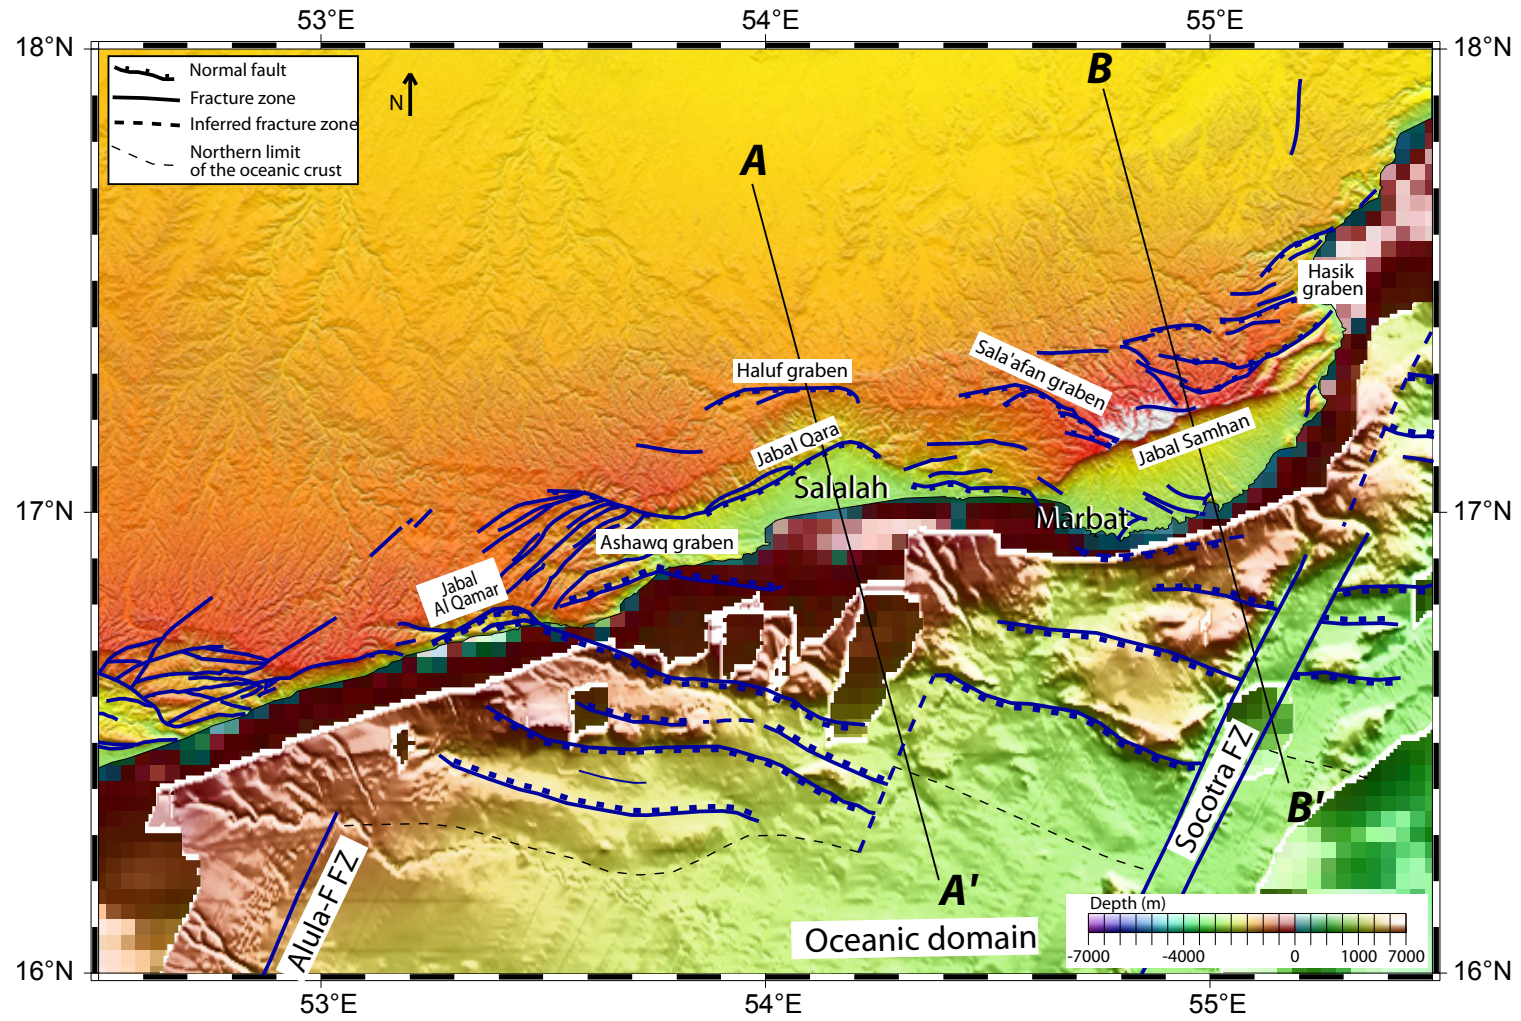 53°E
54°E
55°E
18°N
18°N
Normal fault
Fracture zone
Inferred fracture zone
Northern limit
of the oceanic crust
N
B
A
Hasik
graben
Sala'afan graben
Haluf graben
Jabal Qara
Jabal Samhan
Salalah
17°N
Marbat
17°N
Ashawq graben
Jabal
Al Qamar
Socotra FZ
B'
Alula-F FZ
A'
Depth (m)
-7000
-4000
0
1000
7000
Oceanic domain
16°N
16°N
53°E
54°E
55°E